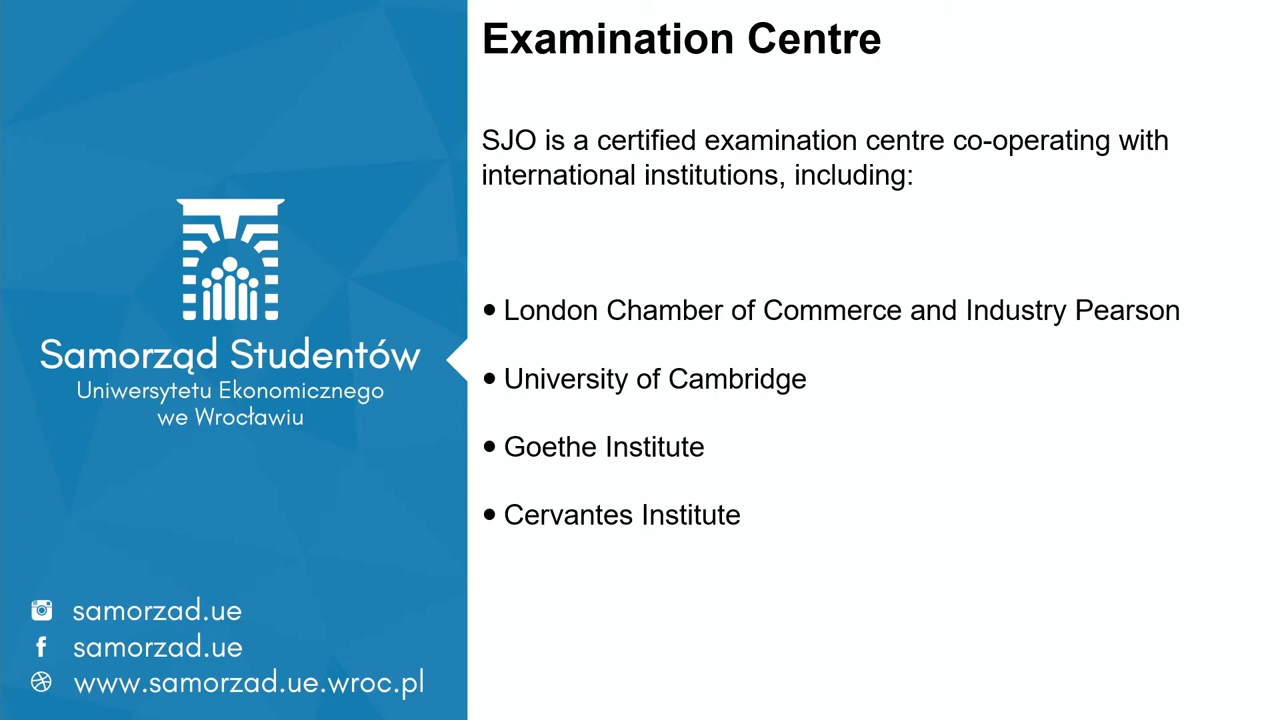 Examination Centre
SJO is a certified examination centre co-operating with
international institutions, including:
• London Chamber of Commerce and Industry Pearson
• University of Cambridge
• Goethe Institute
• Cervantes Institute
Samorząd Studentów
Uniwersytetu Ekonomicznego
we Wrocławiu
samorzad.ue
samorzad.ue
www.samorzad.ue.wroc.pl